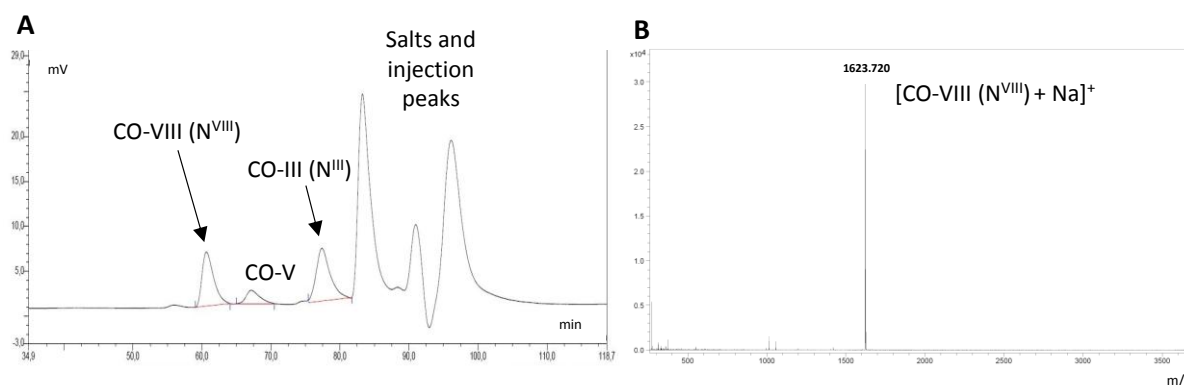 A
29,0
mV
20,0
15,0
10,0
5,0
-3,0
34,9
50,0
60,0
70,0
80,0
90,0
100,0
110,0
118,7
min
CO-VIII (Nⱽᴵᴵᴵ)
CO-V
CO-III (Nᴵᴵᴵ)
Salts and
injection
peaks
B
x10⁴
3.0
2.5
2.0
1.5
1.0
0.5
0.0
500
1000
1500
2000
2500
3000
3500
m/
1623.720
[CO-VIII (Nⱽᴵᴵᴵ) + Na]⁺